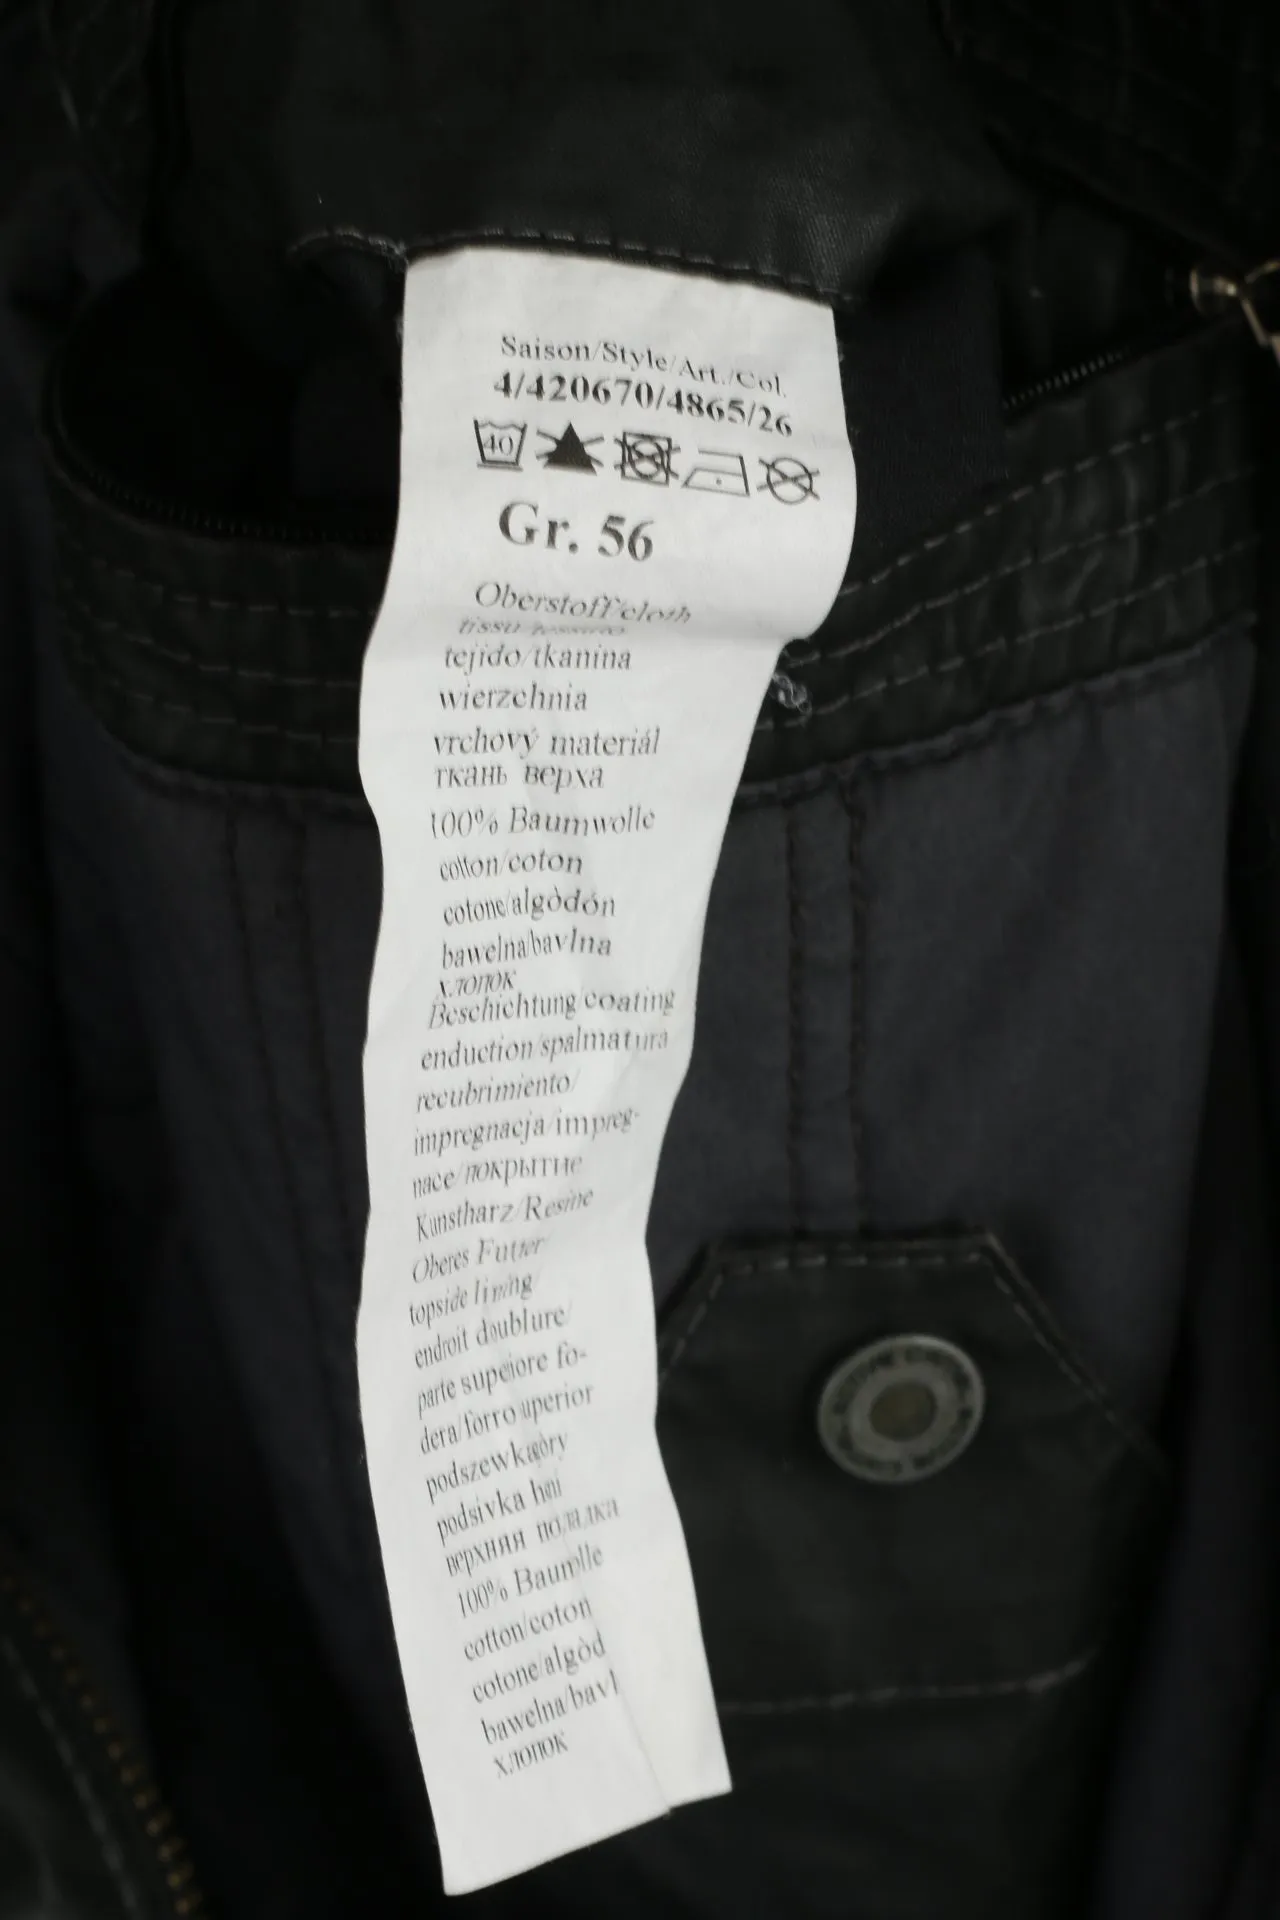 Saison/Style/Art./Col.
4/420670/4865/26
40
Gr. 56
Oberstoff/cloth
tissu/tessuto
tejido/tkanina
wierzchnia
vrchový materiál
ткань верха
100% Baumwolle
cotton/coton
cotone/algòdón
bawelna/bavlna
хлопок
Beschichtung/coating
enduction/spalmatura
recubrimiento/
impregnacja/impreg-
nace/покрытие
Kunstharz/Resine
Oberes Futter
topside lining/
endroit doublure/
parte supeiore fo-
dera/forro
podszewka
podsivka
верхняя
100%
cotton/coton
cotone/algòd
bawelna/bavl
хлопок